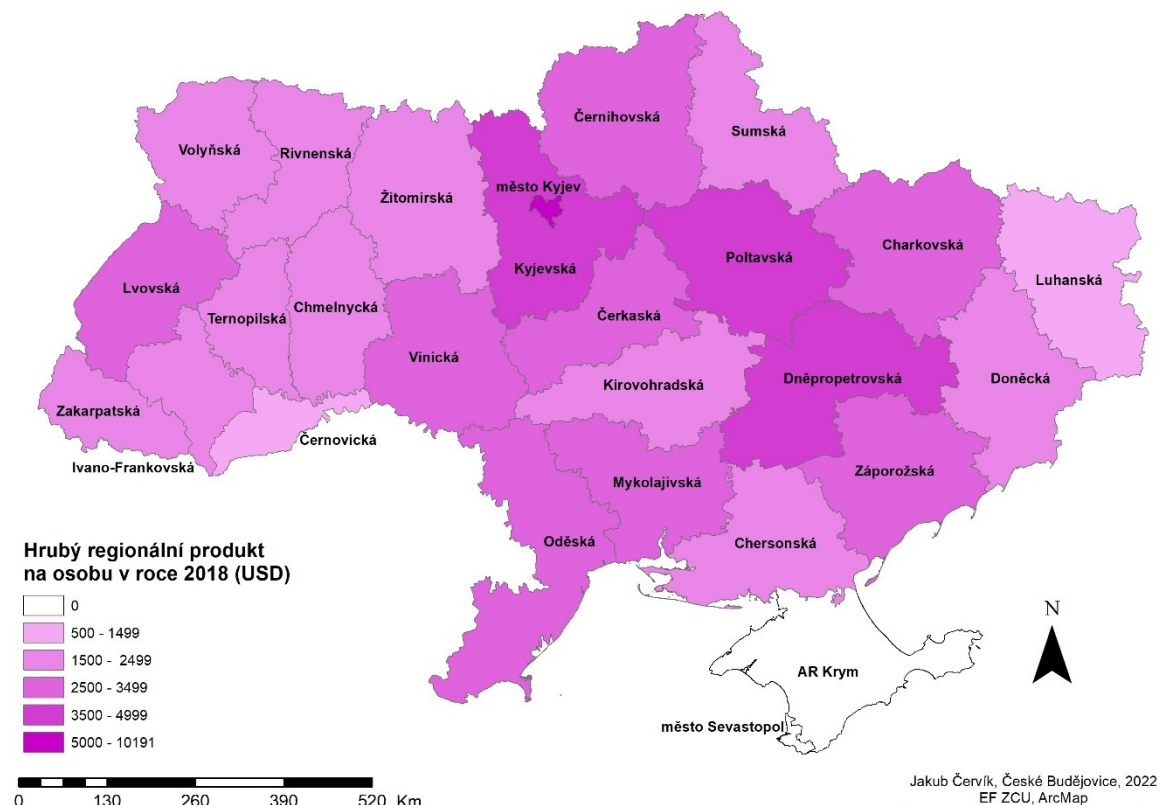 Černihovská
Sumská
Volyňská
Rivnenská
Žitomirská
město Kyjev
Kyjevská
Poltavská
Charkovská
Luhanská
Lvovská
Ternopilská
Chmelnycká
Vinická
Čerkaská
Kirovohradská
Dněpropetrovská
Doněcká
Zakarpatská
Ivano-Frankovská
Černovická
Oděská
Mykolajivská
Záporožská
Chersonská
AR Krym
město Sevastopol
N
Hrubý regionální produkt
na osobu v roce 2018 (USD)
0
500 - 1499
1500 - 2499
2500 - 3499
3500 - 4999
5000 - 10191
0 130 260 390 520 Km
Jakub Červík, České Budějovice, 2022
EF ZCU, ArcMap